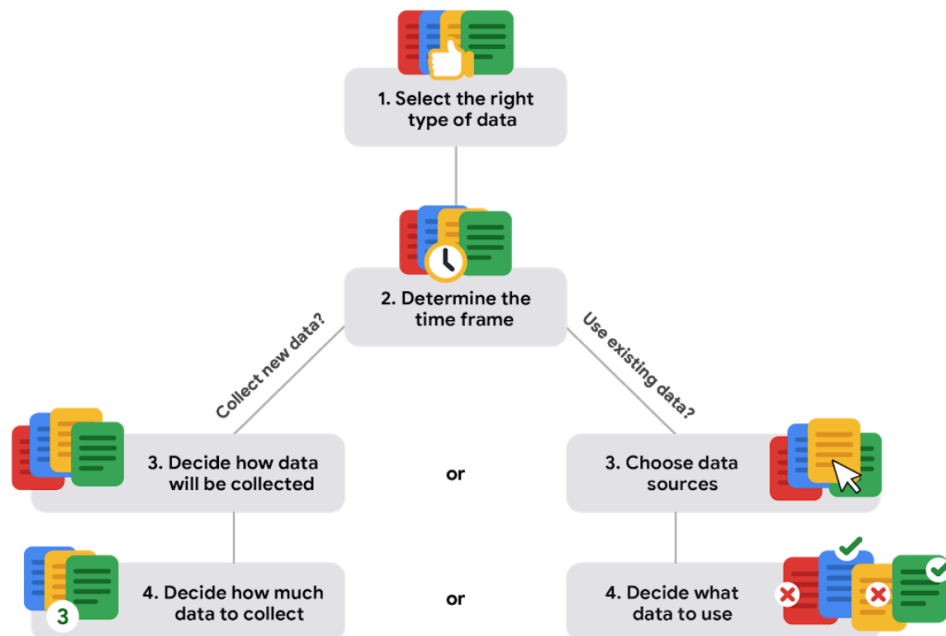 1. Select the right
type of data
2. Determine the
time frame
Collect new data?
Use existing data?
3. Decide how data
will be collected
or
3. Choose data
sources
4. Decide how much
data to collect
3
or
4. Decide what
data to use